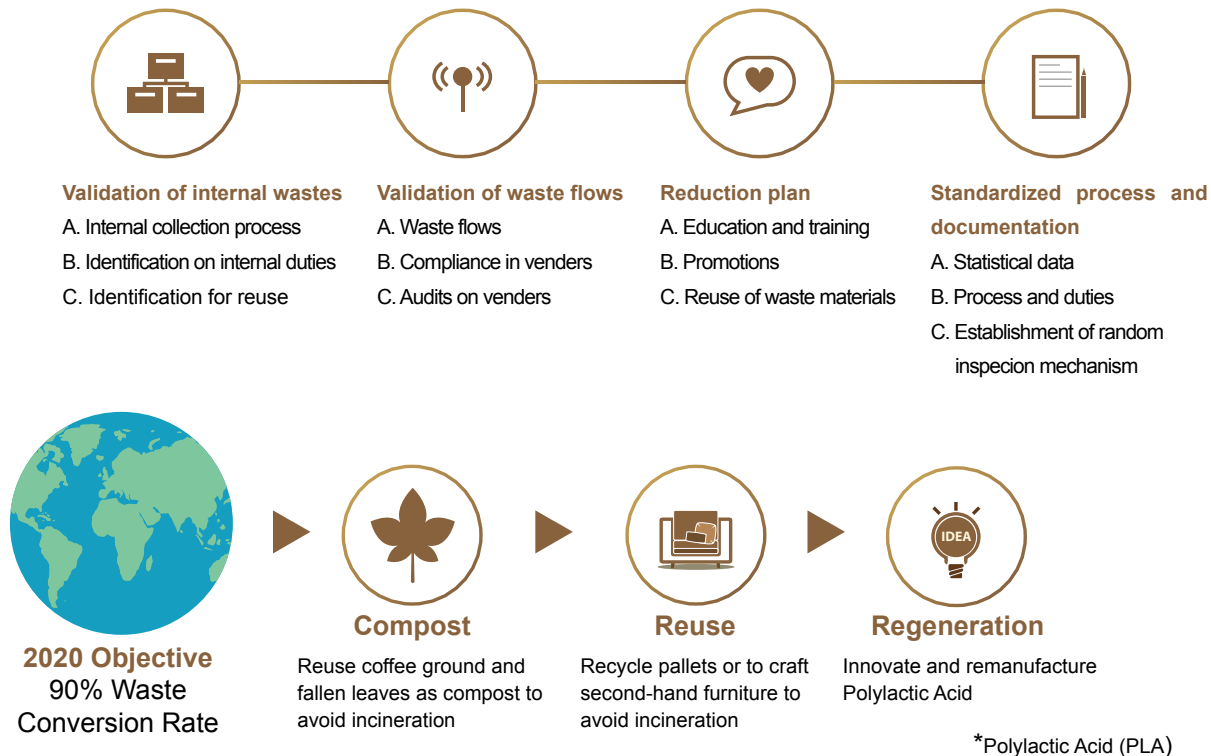 Validation of internal wastes
A. Internal collection process
B. Identification on internal duties
C. Identification for reuse
Validation of waste flows
A. Waste flows
B. Compliance in venders
C. Audits on venders
Reduction plan
A. Education and training
B. Promotions
C. Reuse of waste materials
Standardized process and
documentation
A. Statistical data
B. Process and duties
C. Establishment of random
inspecion mechanism
2020 Objective
90% Waste
Conversion Rate
Compost
Reuse coffee ground and
fallen leaves as compost to
avoid incineration
Reuse
Recycle pallets or to craft
second-hand furniture to
avoid incineration
IDEA
Regeneration
Innovate and remanufacture
Polylactic Acid
*Polylactic Acid (PLA)